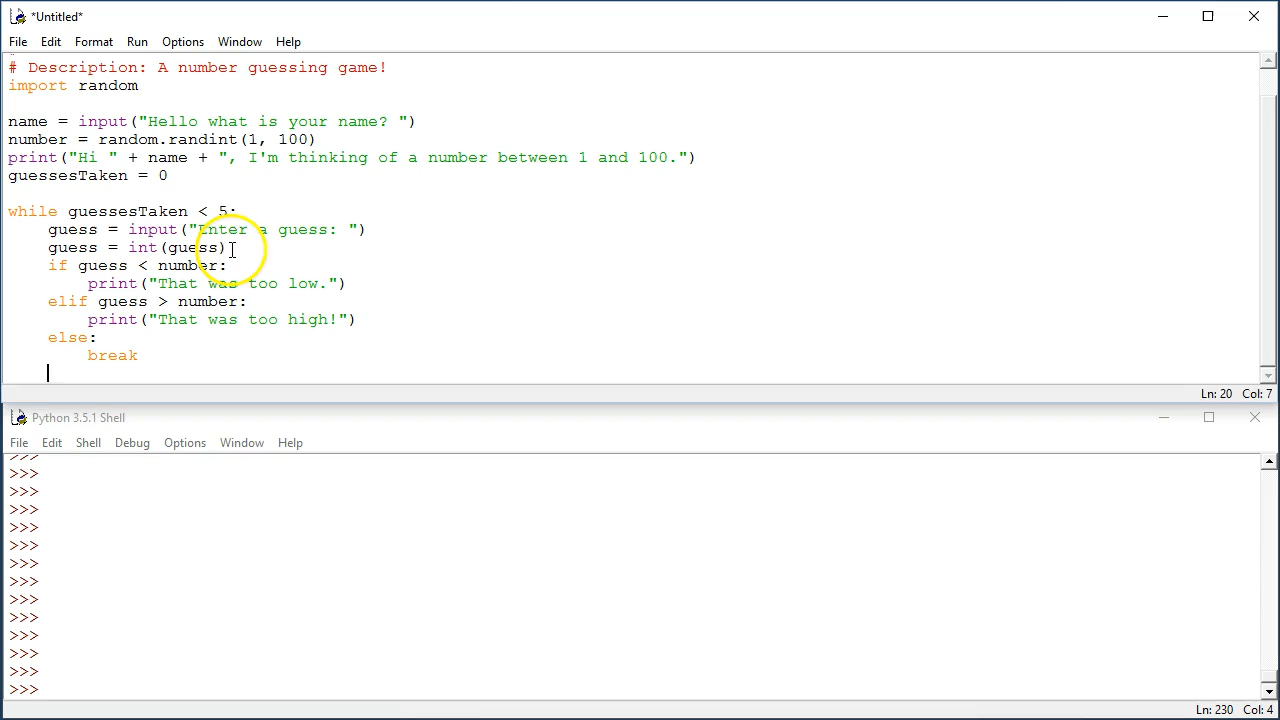 *Untitled*
File Edit Format Run Options Window Help
# Description: A number guessing game!
import random
name = input("Hello what is your name? ")
number = random.randint(1, 100)
print("Hi " + name + ", I'm thinking of a number between 1 and 100.")
guessesTaken = 0
while guessesTaken < 5:
    guess = input("Enter a guess: ")
    guess = int(guess)
    if guess < number:
        print("That was too low.")
    elif guess > number:
        print("That was too high!")
    else:
        break
Ln: 20 Col: 7
Python 3.5.1 Shell
File Edit Shell Debug Options Window Help
>>>
>>>
>>>
>>>
>>>
>>>
>>>
>>>
>>>
>>>
>>>
>>>
>>>
>>>
Ln: 230 Col: 4